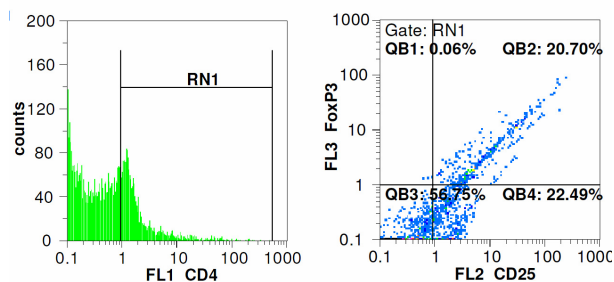 200
160
120
80
40
0
counts
RN1
0.1
1
10
100
1000
FL1 CD4
1000
100
10
1
0.1
FL3 FoxP3
Gate: RN1
QB1: 0.06% QB2: 20.70%
QB3: 56.75% QB4: 22.49%
0.1
1
10
100
1000
FL2 CD25